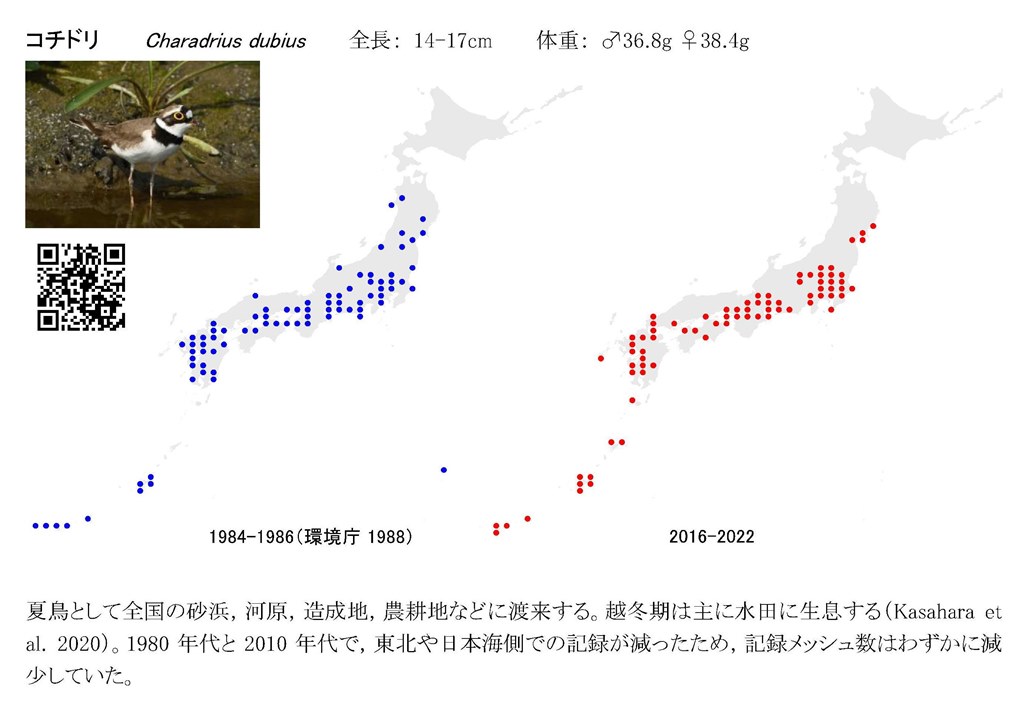 コチドリ Charadrius dubius 全長： 14-17cm 体重： ♂36.8g ♀38.4g
1984-1986(環境庁 1988)
2016-2022
夏鳥として全国の砂浜，河原，造成地，農耕地などに渡来する。越冬期は主に水田に生息する（Kasahara et
al. 2020）。1980 年代と 2010 年代で，東北や日本海側での記録が減ったため，記録メッシュ数はわずかに減
少していた。